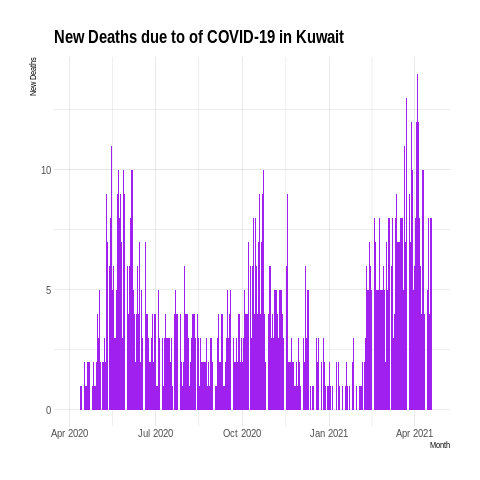 New Deaths due to of COVID-19 in Kuwait
New Deaths
10
5
0
Apr 2020 Jul 2020 Oct 2020 Jan 2021 Apr 2021
Month